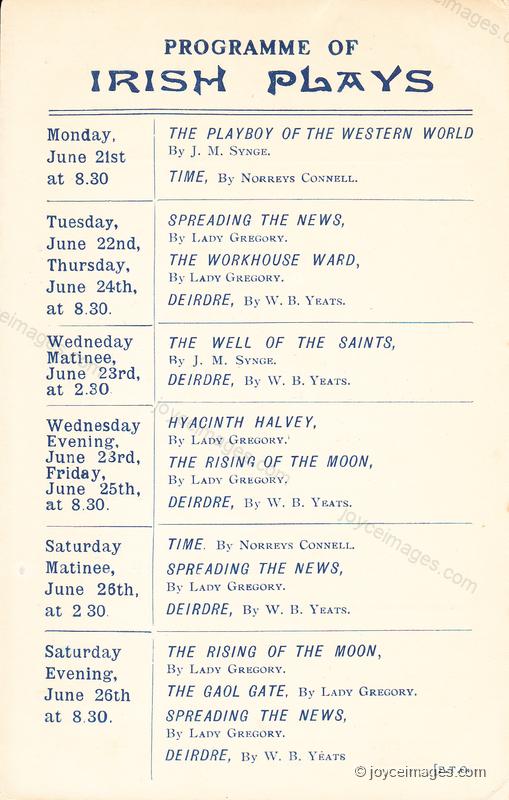 PROGRAMME OF
IRISH PLAYS
Monday,
June 21st
at 8.30
THE PLAYBOY OF THE WESTERN WORLD
By J. M. Synge.
TIME, By Norreys Connell.
Tuesday,
June 22nd,
Thursday,
June 24th,
at 8.30.
SPREADING THE NEWS,
By Lady Gregory.
THE WORKHOUSE WARD,
By Lady Gregory.
DEIRDRE, By W. B. Yeats.
Wedneday
Matinee,
June 23rd,
at 2.30
THE WELL OF THE SAINTS,
By J. M. Synge.
DEIRDRE, By W. B. Yeats.
Wednesday
Evening,
June 23rd,
Friday,
June 25th,
at 8.30.
HYACINTH HALVEY,
By Lady Gregory.
THE RISING OF THE MOON,
By Lady Gregory.
DEIRDRE, By W. B. Yeats.
Saturday
Matinee,
June 26th,
at 2 30.
TIME. By Norreys Connell.
SPREADING THE NEWS,
By Lady Gregory.
DEIRDRE, By W. B. Yeats.
Saturday
Evening,
June 26th
at 8.30.
THE RISING OF THE MOON,
By Lady Gregory.
THE GAOL GATE, By Lady Gregory.
SPREADING THE NEWS,
By Lady Gregory.
DEIRDRE, By W. B. Yeats
[P.T.O.
© joyceimages.com
joyceimages.com
joyceimages.com